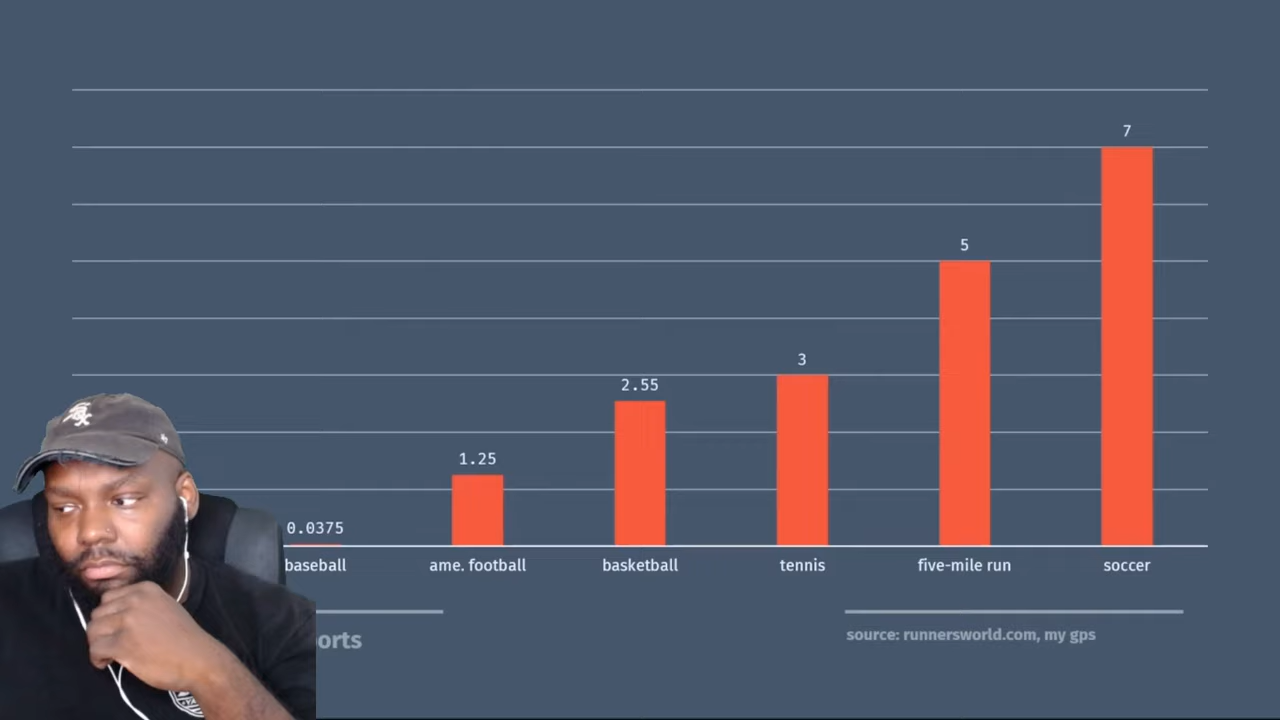 7
5
3
2.55
1.25
0.0375
baseball
ame. football
basketball
tennis
five-mile run
soccer
source: runnersworld.com, my gps